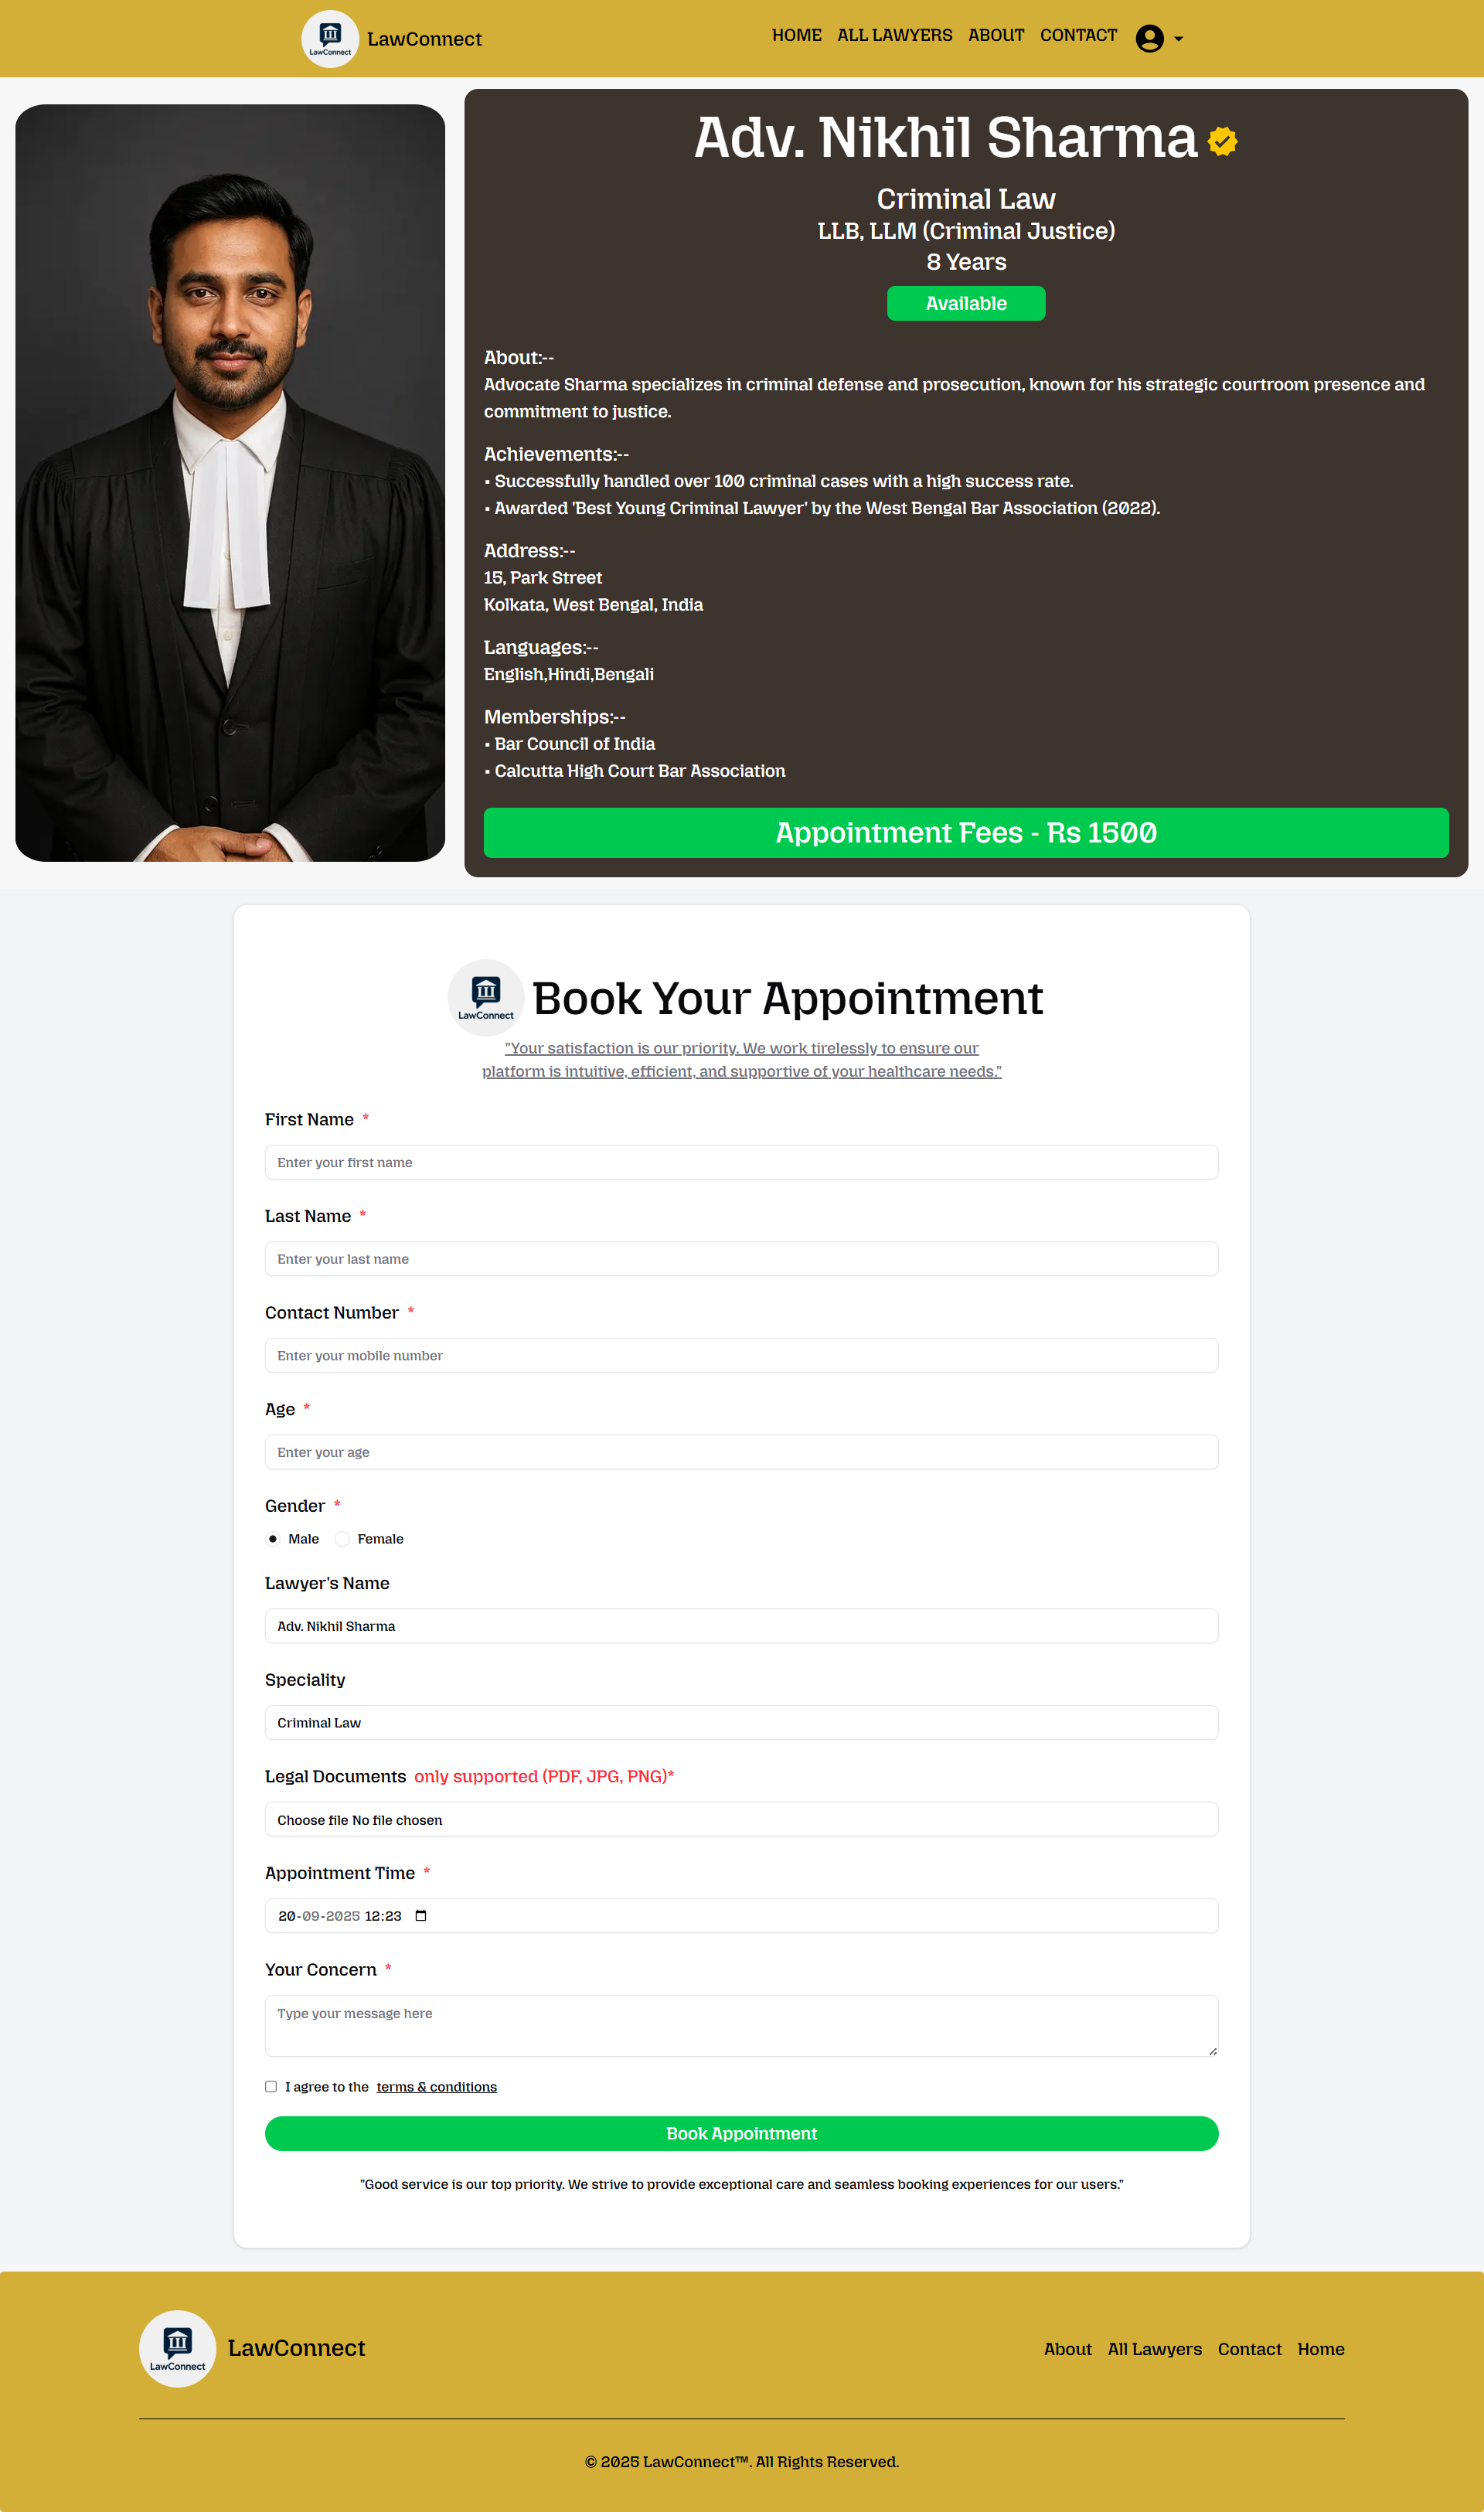 LawConnect
LawConnect
HOME ALL LAWYERS ABOUT CONTACT
Adv. Nikhil Sharma
Criminal Law
LLB, LLM (Criminal Justice)
8 Years
Available
About:--
Advocate Sharma specializes in criminal defense and prosecution, known for his strategic courtroom presence and
commitment to justice.
Achievements:--
• Successfully handled over 100 criminal cases with a high success rate.
• Awarded 'Best Young Criminal Lawyer' by the West Bengal Bar Association (2022).
Address:--
15, Park Street
Kolkata, West Bengal, India
Languages:--
English,Hindi,Bengali
Memberships:--
• Bar Council of India
• Calcutta High Court Bar Association
Appointment Fees - Rs 1500
LawConnect
Book Your Appointment
"Your satisfaction is our priority. We work tirelessly to ensure our
platform is intuitive, efficient, and supportive of your healthcare needs."
First Name *
Enter your first name
Last Name *
Enter your last name
Contact Number *
Enter your mobile number
Age *
Enter your age
Gender *
Male Female
Lawyer's Name
Adv. Nikhil Sharma
Speciality
Criminal Law
Legal Documents only supported (PDF, JPG, PNG)*
Choose file No file chosen
Appointment Time *
20-09-2025 12:23
Your Concern *
Type your message here
I agree to the terms & conditions
Book Appointment
"Good service is our top priority. We strive to provide exceptional care and seamless booking experiences for our users."
LawConnect
LawConnect
About All Lawyers Contact Home
© 2025 LawConnect™. All Rights Reserved.